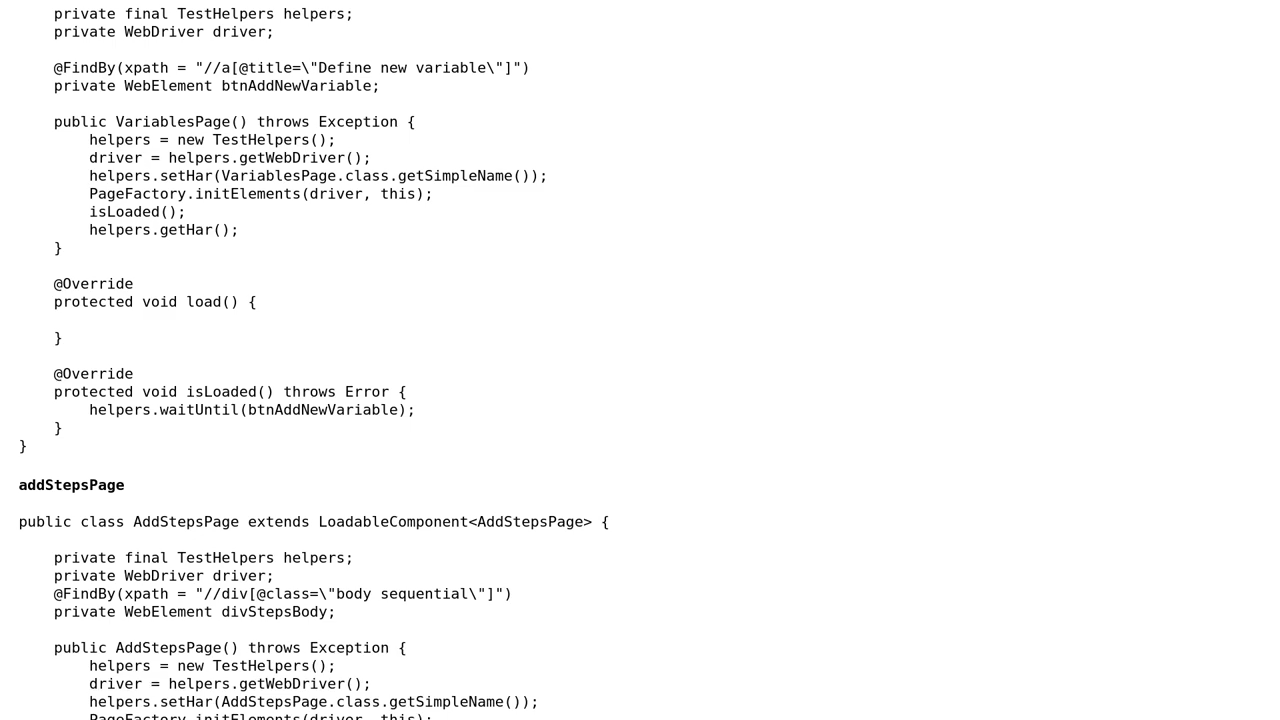 private final TestHelpers helpers;
private WebDriver driver;
@FindBy(xpath = "//a[@title=\"Define new variable\"]")
private WebElement btnAddNewVariable;
public VariablesPage() throws Exception {
helpers = new TestHelpers();
driver = helpers.getWebDriver();
helpers.setHar(VariablesPage.class.getSimpleName());
PageFactory.initElements(driver, this);
isLoaded();
helpers.getHar();
}
@Override
protected void load() {
}
@Override
protected void isLoaded() throws Error {
helpers.waitUntil(btnAddNewVariable);
}
}
addStepsPage
public class AddStepsPage extends LoadableComponent<AddStepsPage> {
private final TestHelpers helpers;
private WebDriver driver;
@FindBy(xpath = "//div[@class=\"body sequential\"]")
private WebElement divStepsBody;
public AddStepsPage() throws Exception {
helpers = new TestHelpers();
driver = helpers.getWebDriver();
helpers.setHar(AddStepsPage.class.getSimpleName());
PageFactory.initElements(driver, this);